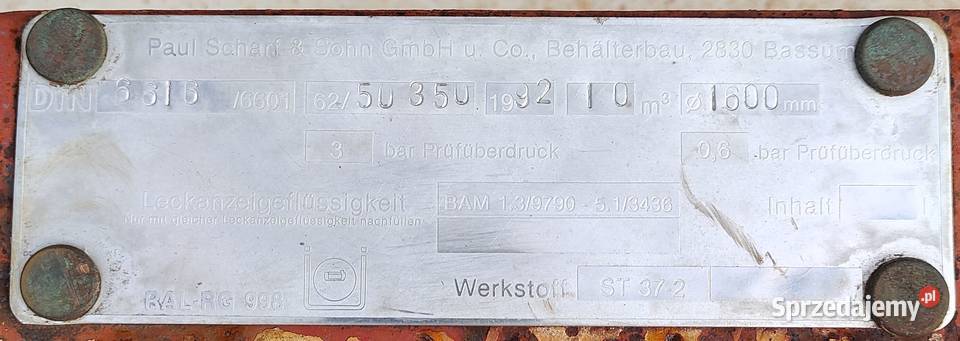 Paul Scharf & Sohn GmbH u. Co., Behälterbau, 2830 Bassum
DIN 6616 /6601 62/ 50 350 1992 10 m³ ø 1600 mm
3 bar Prüfüberdruck 0,6 bar Prüfüberdruck
Leckanzeigeflüssigkeit BAM 1.3/9790 - 5.1/3436 Inhalt l
Nur mit gleicher Leckanzeigeflüssigkeit nachfüllen
RAL-RG 998 Werkstoff ST 37-2
Sprzedajemy.pl